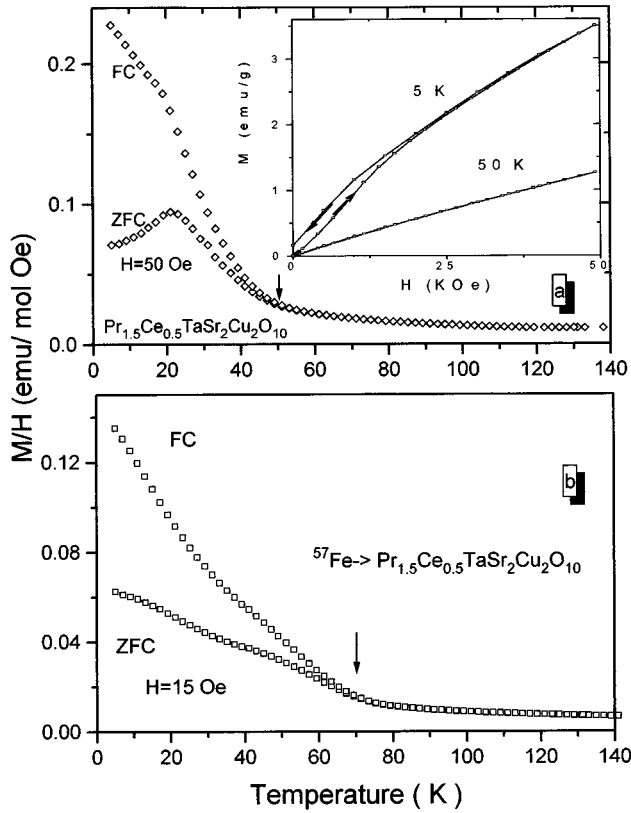 M/H (emu/ mol Oe)
0.2
0.1
0.0
FC
ZFC
H=50 Oe
Pr1.5Ce0.5TaSr2Cu2O10
a
0 20 40 60 80 100 120 140
M (emu/g)
3
2
1
0
5 K
50 K
0 25 50
H (KOe)
0.12
0.08
0.04
0.00
FC
b
57Fe-> Pr1.5Ce0.5TaSr2Cu2O10
ZFC
H=15 Oe
0 20 40 60 80 100 120 140
Temperature ( K )